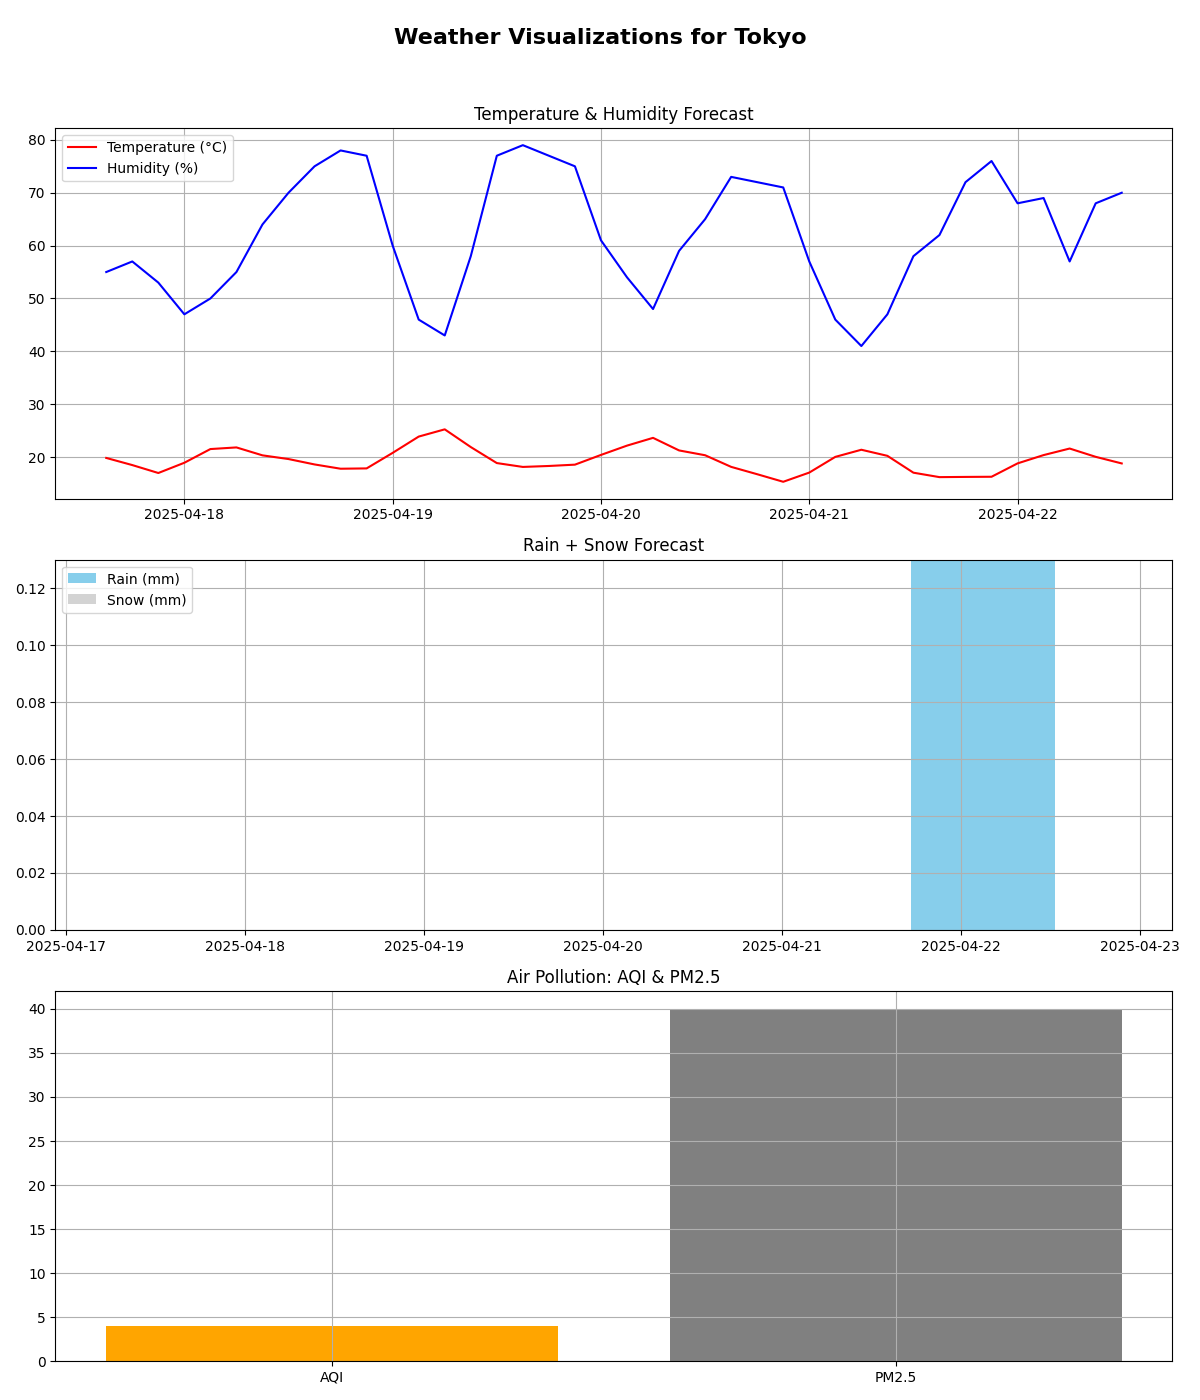 Weather Visualizations for Tokyo
Temperature & Humidity Forecast
Temperature (°C)
Humidity (%)
80
70
60
50
40
30
20
2025-04-18 2025-04-19 2025-04-20 2025-04-21 2025-04-22
Rain + Snow Forecast
Rain (mm)
Snow (mm)
0.12
0.10
0.08
0.06
0.04
0.02
0.00
2025-04-17 2025-04-18 2025-04-19 2025-04-20 2025-04-21 2025-04-22 2025-04-23
Air Pollution: AQI & PM2.5
40
35
30
25
20
15
10
5
0
AQI PM2.5